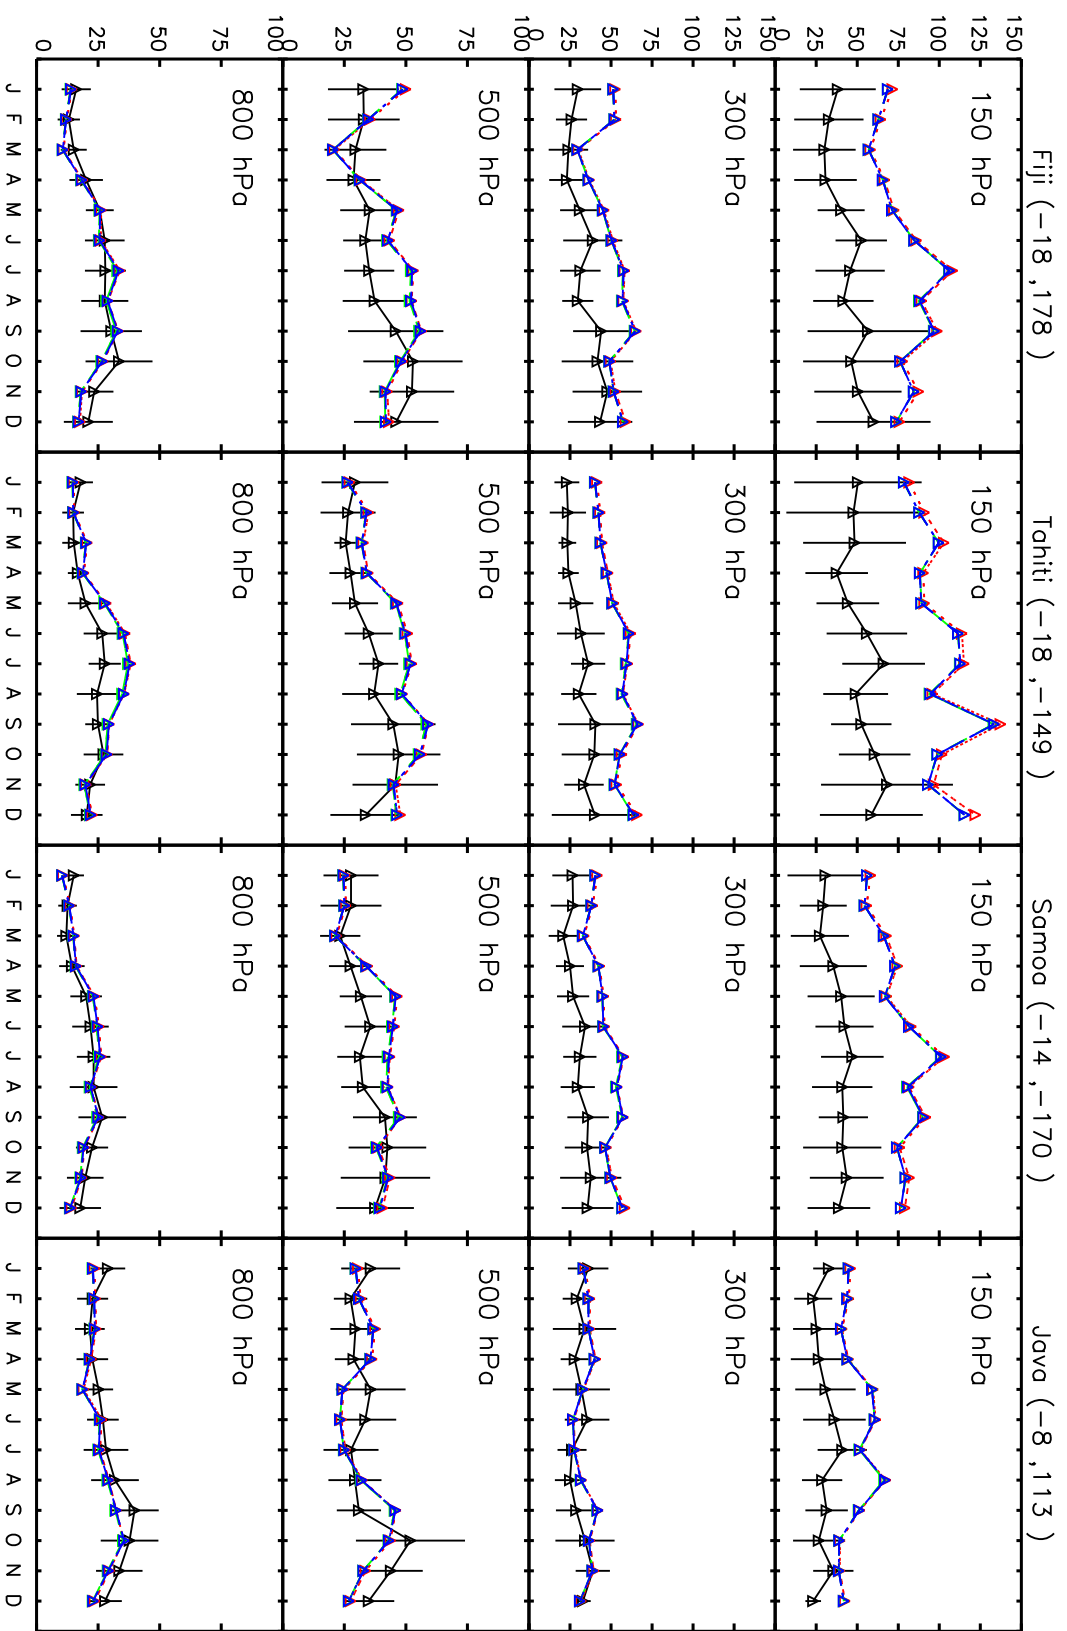 Fiji (−18 ,178 )
Tahiti (−18 ,−149 )
Samoa (−14 ,−170 )
Java (−8 ,113 )
150
125
100
75
50
25
0
150 hPa
150 hPa
150 hPa
150 hPa
150
125
100
75
50
25
0
300 hPa
300 hPa
300 hPa
300 hPa
100
75
50
25
0
500 hPa
500 hPa
500 hPa
500 hPa
100
75
50
25
0
800 hPa
800 hPa
800 hPa
800 hPa
J F M A M J J A S O N D
J F M A M J J A S O N D
J F M A M J J A S O N D
J F M A M J J A S O N D